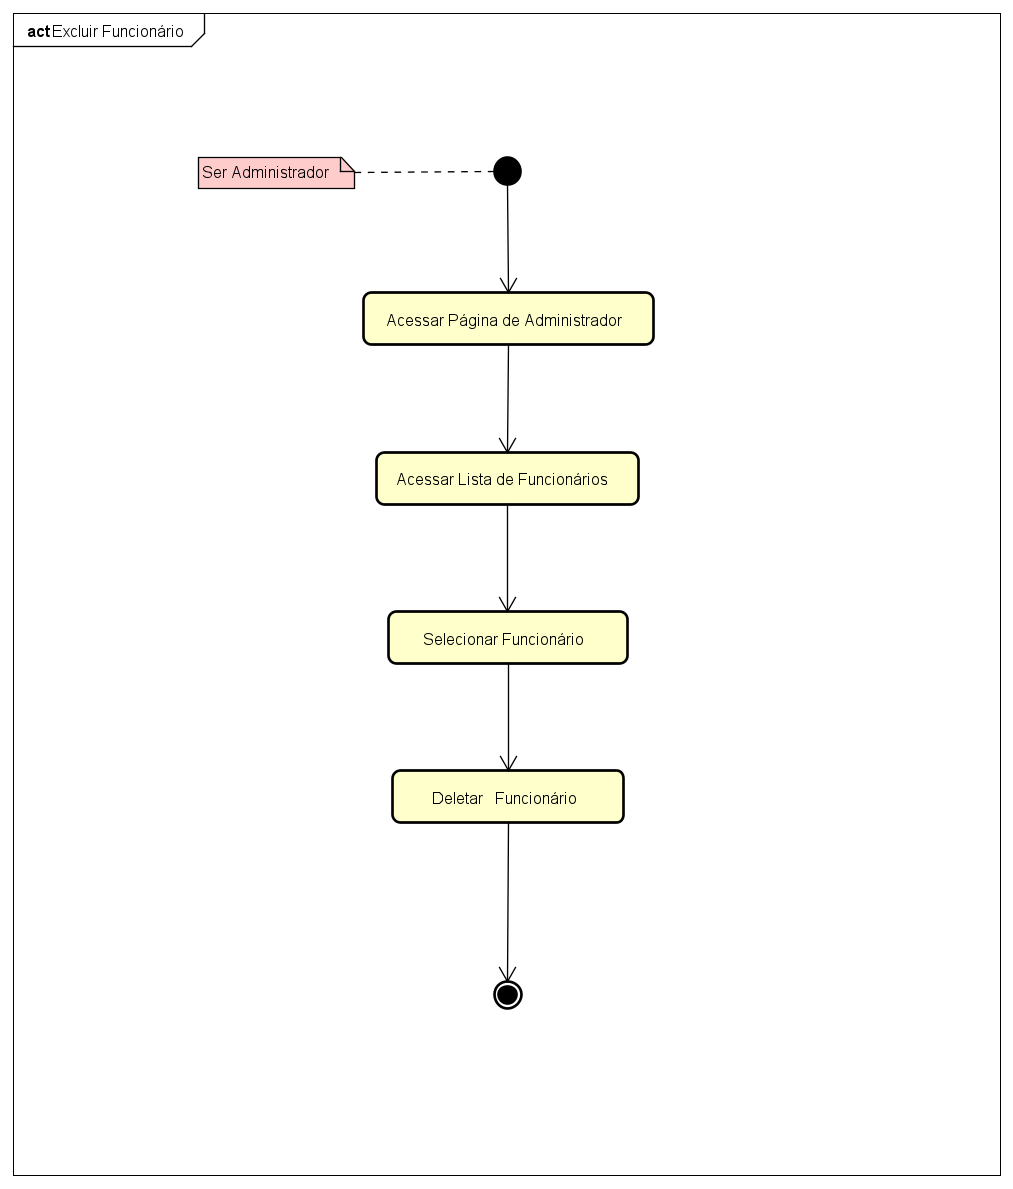 act Excluir Funcionário
Ser Administrador
Acessar Página de Administrador
Acessar Lista de Funcionários
Selecionar Funcionário
Deletar Funcionário